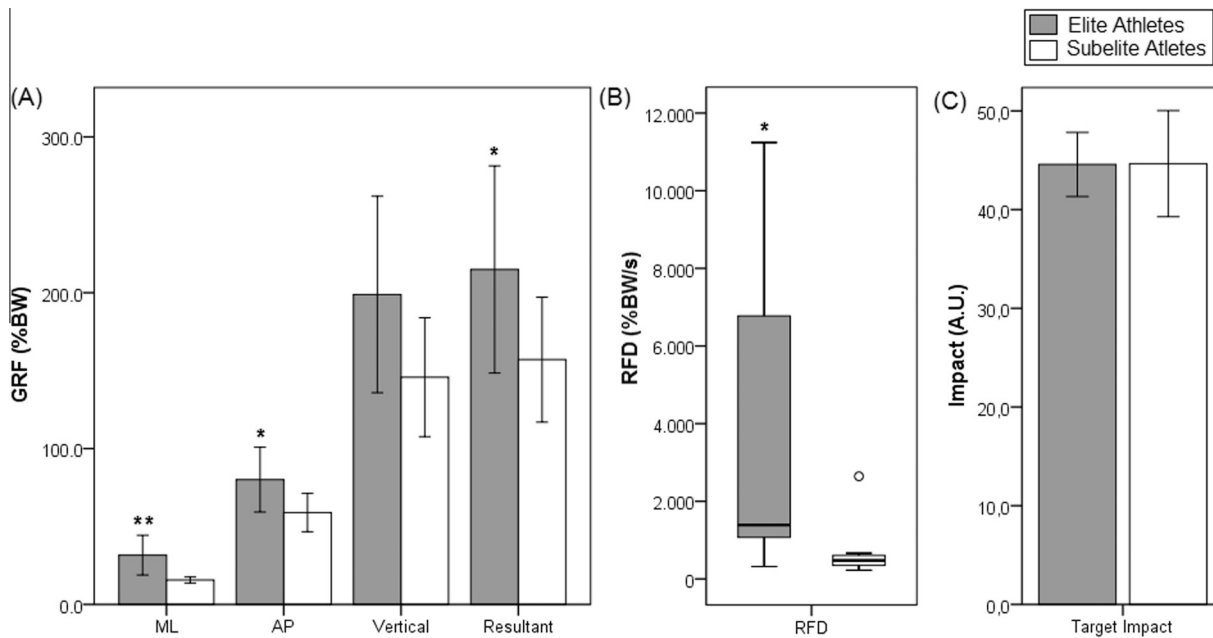 Elite Athletes
Subelite Atletes
(A)
300.0
200.0
100.0
0.0
GRF (%BW)
**
*
*
ML
AP
Vertical
Resultant
(B)
12.000
10.000
8.000
6.000
4.000
2.000
0
RFD (%BW/s)
*
RFD
(C)
50,0
40,0
30,0
20,0
10,0
0,0
Impact (A.U.)
Target Impact